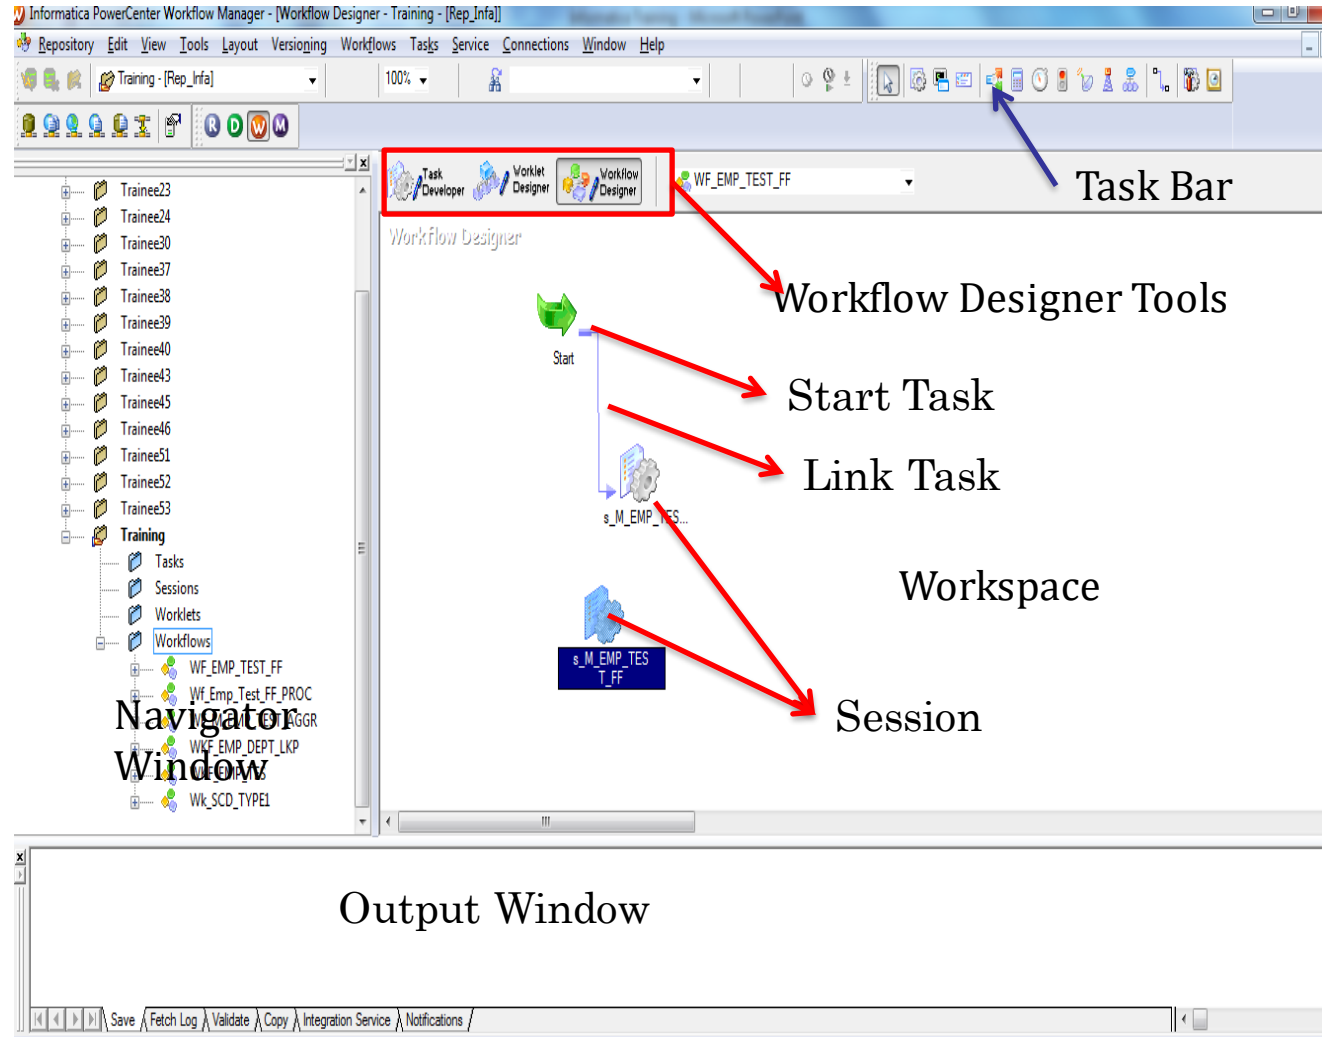 Informatica PowerCenter Workflow Manager - [Workflow Designer - Training - [Rep_Infa]]
Repository Edit View Tools Layout Versioning Workflows Tasks Service Connections Window Help
Training - [Rep_Infa]
100%
R D W M
Task Developer
Worklet Designer
Workflow Designer
WF_EMP_TEST_FF
Task Bar
Workflow Designer
Workflow Designer Tools
Start
Start Task
Link Task
s_M_EMP_TES...
Workspace
s_M_EMP_TES
T_FF
Session
Trainee23
Trainee24
Trainee30
Trainee37
Trainee38
Trainee39
Trainee40
Trainee43
Trainee45
Trainee46
Trainee51
Trainee52
Trainee53
Training
Tasks
Sessions
Worklets
Workflows
WF_EMP_TEST_FF
Wf_Emp_Test_FF_PROC
WKF_EMP_DEPT_LKP
Wk_SCD_TYPE1
Navigator
Window
Output Window
Save Fetch Log Validate Copy Integration Service Notifications